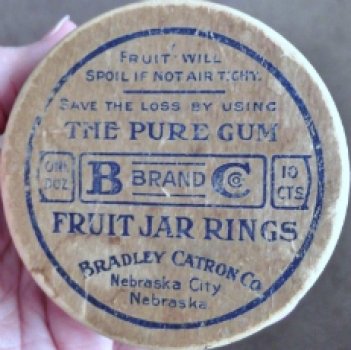 FRUIT WILL
SPOIL IF NOT AIR TIGHT.
SAVE THE LOSS BY USING
THE PURE GUM
ONE DOZ. B BRAND C Co 10 CTS.
FRUIT JAR RINGS
BRADLEY CATRON CO.
NEBRASKA CITY
NEBRASKA